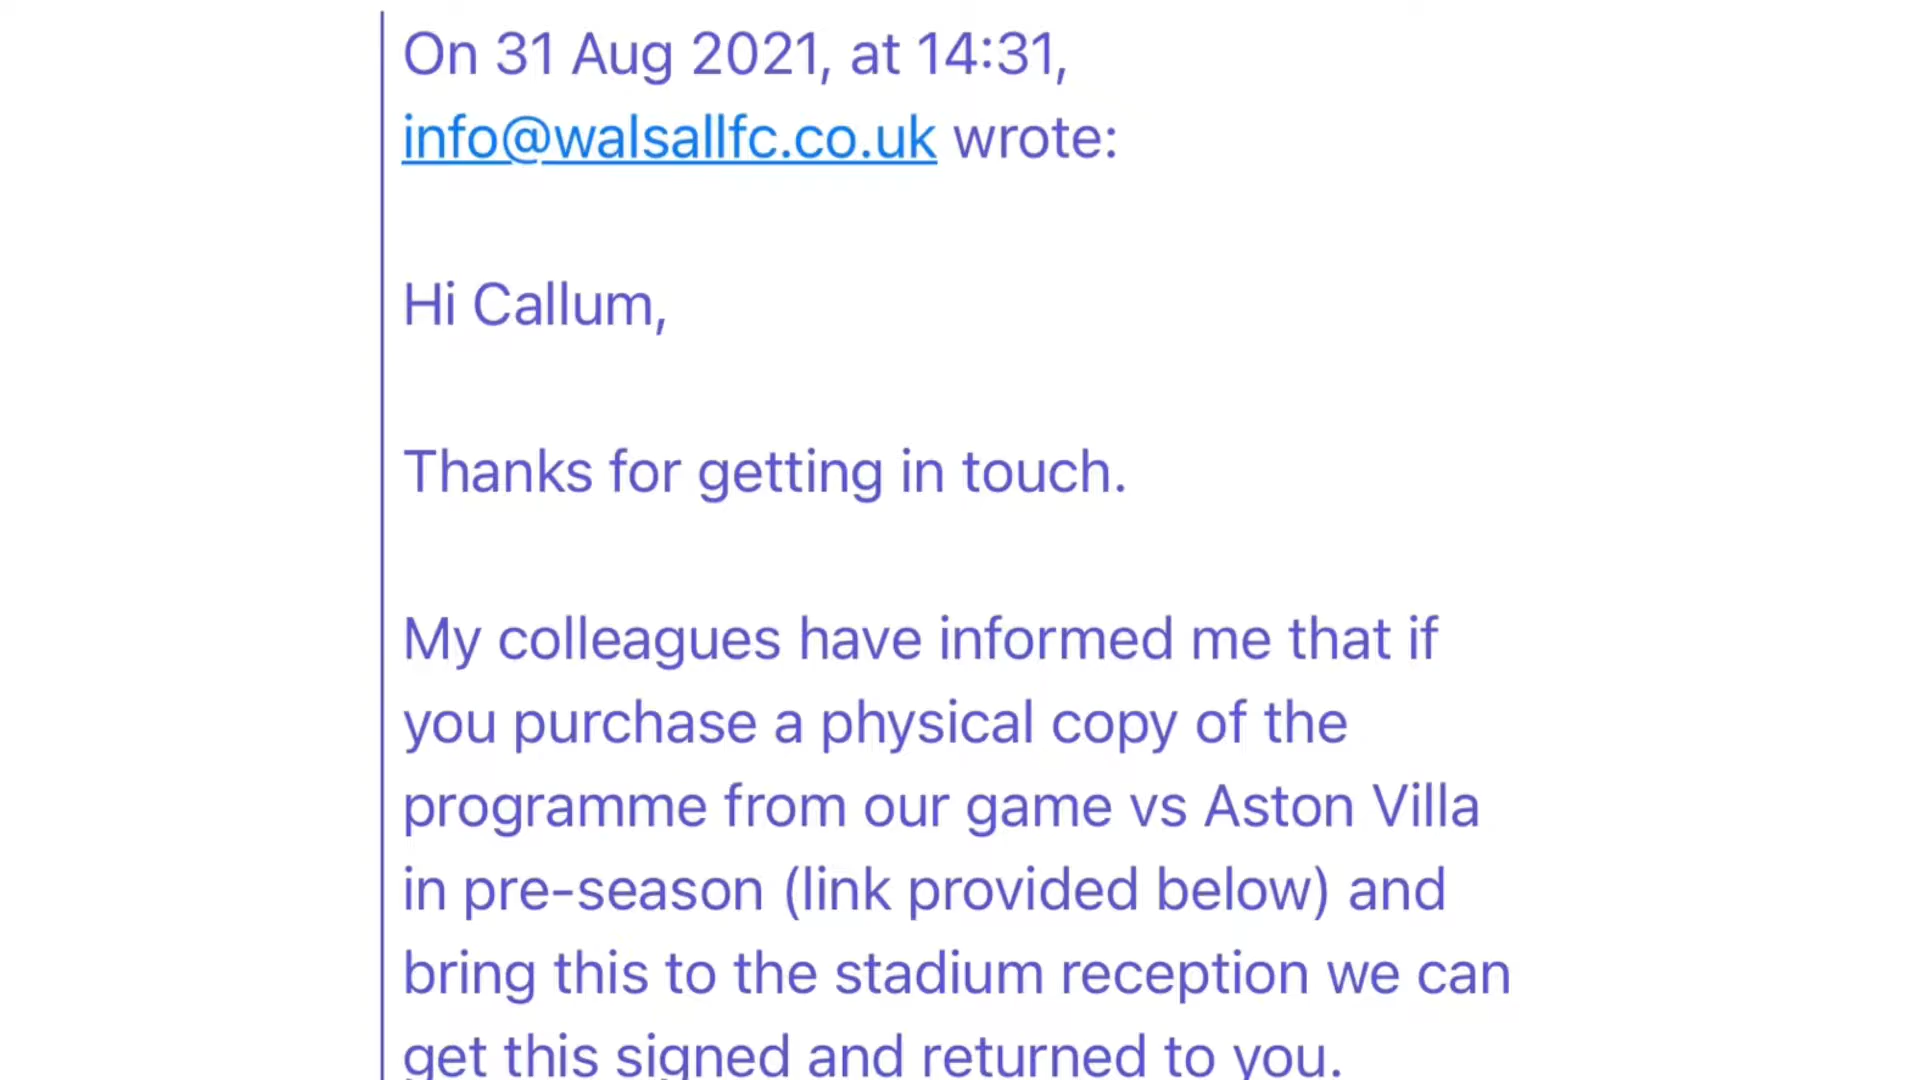 On 31 Aug 2021, at 14:31,
info@walsallfc.co.uk wrote:
Hi Callum,
Thanks for getting in touch.
My colleagues have informed me that if
you purchase a physical copy of the
programme from our game vs Aston Villa
in pre-season (link provided below) and
bring this to the stadium reception we can
get this signed and returned to you.